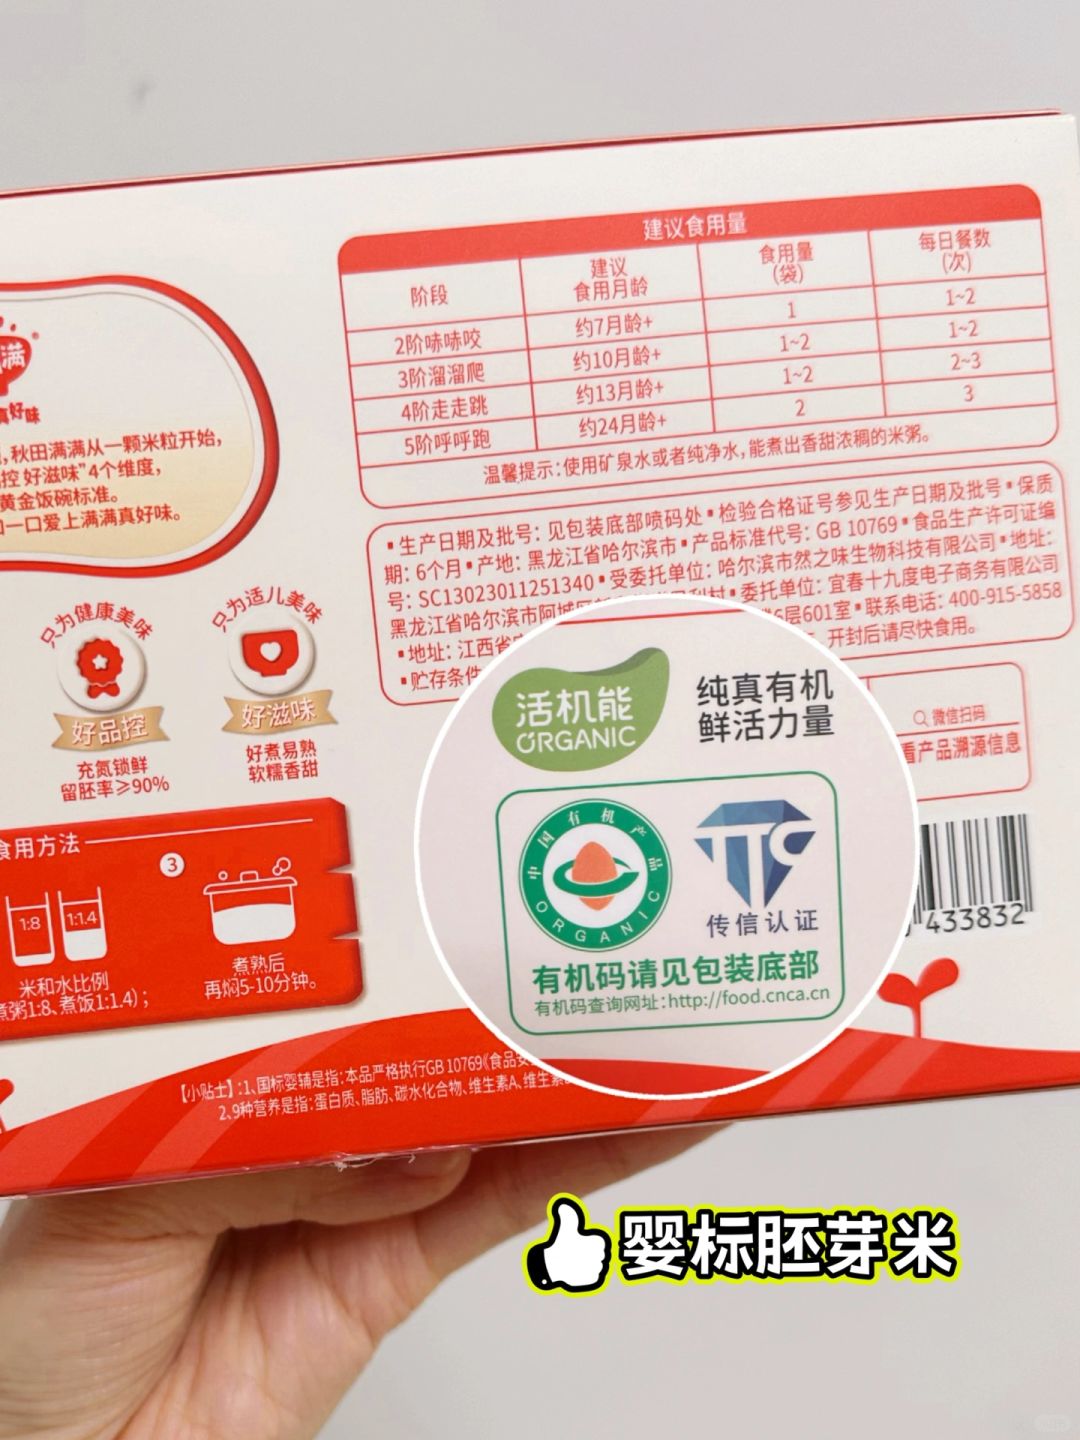 建议食用量
阶段
建议
食用月龄
食用量
(袋)
每日餐数
(次)
2阶哧哧咬
约7月龄+
1
1~2
3阶溜溜爬
约10月龄+
1~2
1~2
4阶走走跳
约13月龄+
1~2
2~3
5阶呼呼跑
约24月龄+
2
3
温馨提示:使用矿泉水或者纯净水,能煮出香甜浓稠的米粥。
满
真好味
,秋田满满从一颗米粒开始,
控 好滋味"4个维度,
黄金饭碗标准。
一口爱上满满真好味。
▪生产日期及批号: 见包装底部喷码处▪检验合格证号参见生产日期及批号▪保质
期: 6个月▪产地: 黑龙江省哈尔滨市▪产品标准代号: GB 10769▪食品生产许可证编
号: SC13023011251340▪受委托单位: 哈尔滨市然之味生物科技有限公司▪地址:
黑龙江省哈尔滨市阿城区 村▪委托单位: 宜春十九度电子商务有限公司
▪地址: 江西省 6层601室▪联系电话: 400-915-5858
▪贮存条件 开封后请尽快食用。
只为健康美味
好品控
充氮锁鲜
留胚率≥90%
只为适儿美味
好滋味
好煮易熟
软糯香甜
活机能
ORGANIC
纯真有机
鲜活力量
中国有机产品
ORGANIC
TTC
传信认证
有机码请见包装底部
有机码查询网址:http://food.cnca.cn
微信扫码
看产品溯源信息
433832
食用方法
1:8
1:1.4
米和水比例
煮粥1:8、煮饭1:1.4);
3
煮熟后
再焖5-10分钟。
【小贴士】:1、国标婴辅是指:本品严格执行GB 10769《食品安
2、9种营养是指:蛋白质、脂肪、碳水化合物、维生素A、维生素
婴标胚芽米